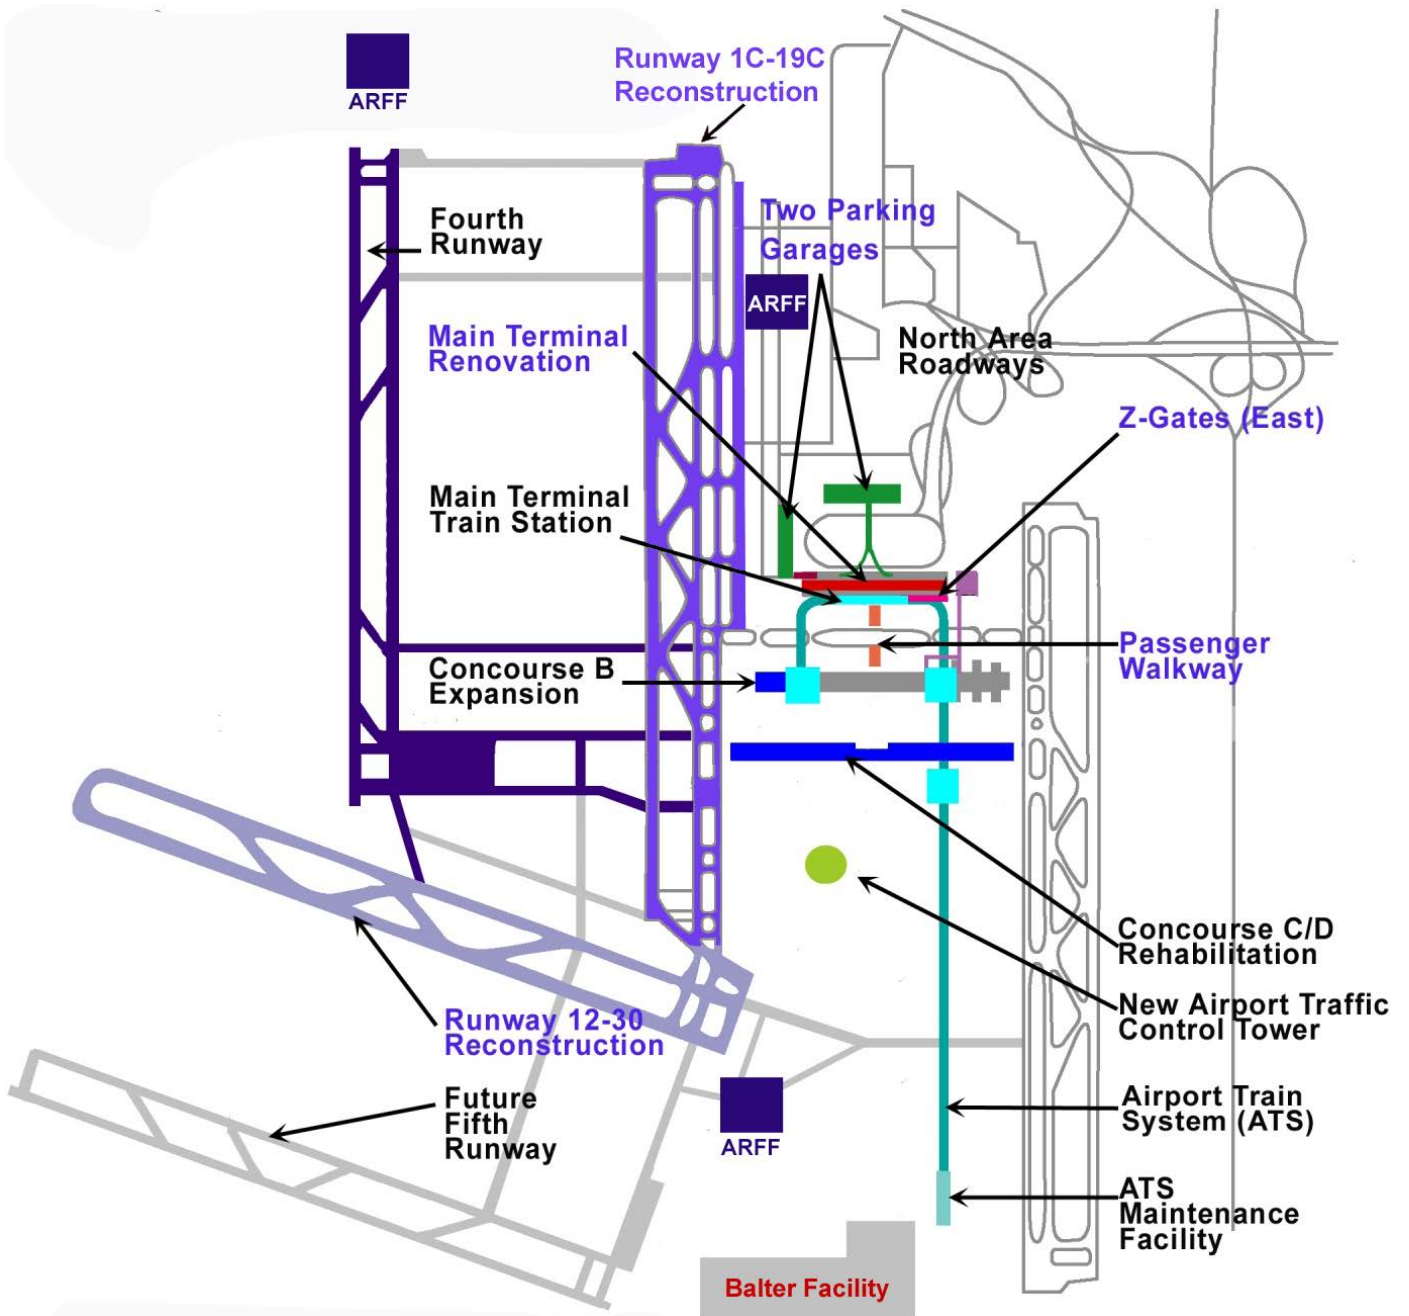 Runway 1C-19C
Reconstruction
ARFF
Two Parking
Garages
Fourth
Runway
ARFF
Main Terminal
Renovation
North Area
Roadways
Z-Gates (East)
Main Terminal
Train Station
Passenger
Walkway
Concourse B
Expansion
Concourse C/D
Rehabilitation
New Airport Traffic
Control Tower
Runway 12-30
Reconstruction
Future
Fifth
Runway
Airport Train
System (ATS)
ARFF
ATS
Maintenance
Facility
Balter Facility